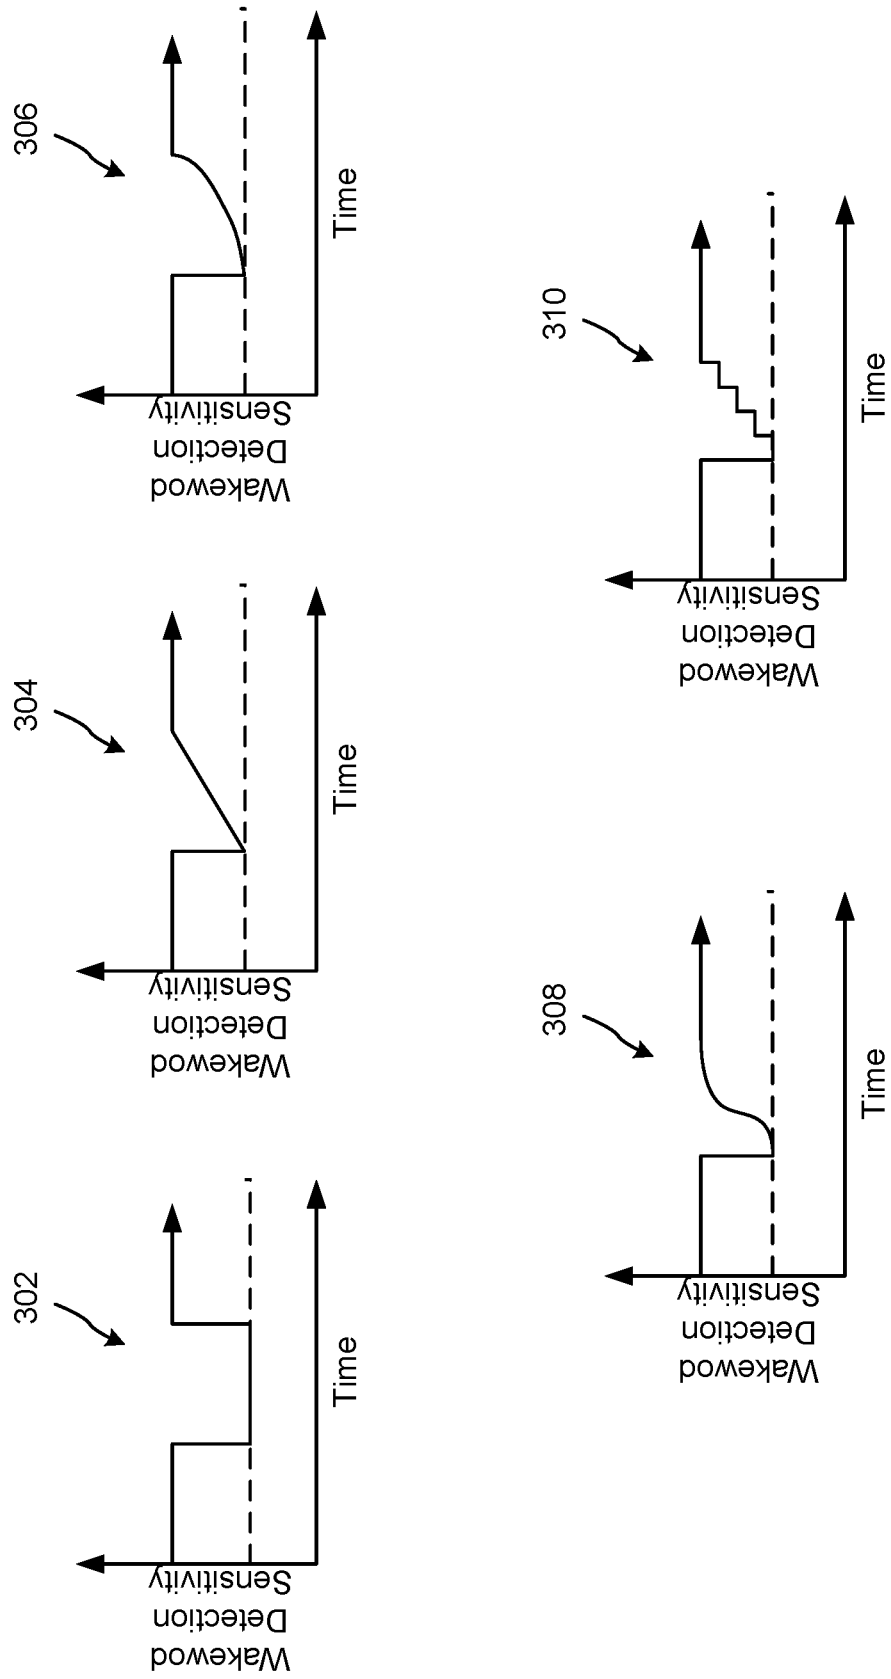 302
Wakewod
Detection
Sensitivity
Time
304
Wakewod
Detection
Sensitivity
Time
306
Wakewod
Detection
Sensitivity
Time
308
Wakewod
Detection
Sensitivity
Time
310
Wakewod
Detection
Sensitivity
Time